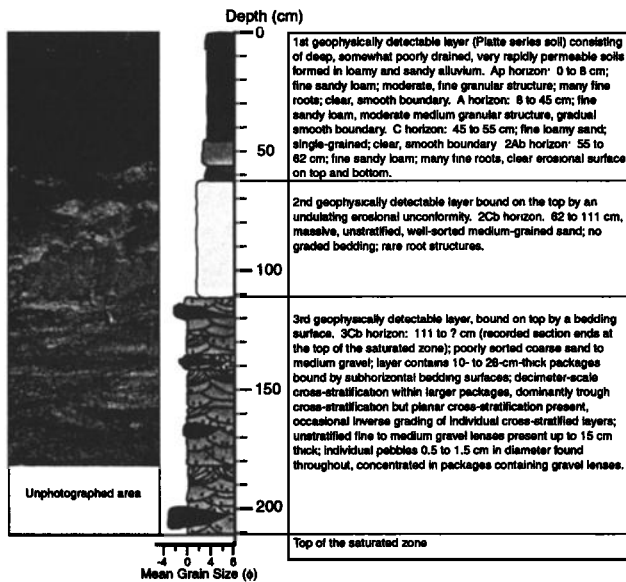 Depth (cm)
0
50
100
150
200
1st geophysically detectable layer (Platte series soil) consisting
of deep, somewhat poorly drained, very rapidly permeable soils
formed in loamy and sandy alluvium. Ap horizon· 0 to 8 cm;
fine sandy loam; moderate, fine granular structure; many fine
roots; clear, smooth boundary. A horizon: 8 to 45 cm; fine
sandy loam, moderate medium granular structure, gradual
smooth boundary. C horizon: 45 to 55 cm; fine loamy sand;
single-grained; clear, smooth boundary 2Ab horizon· 55 to
62 cm; fine sandy loam; many fine roots, clear erosional surface
on top and bottom.
2nd geophysically detectable layer bound on the top by an
undulating erosional unconformity. 2Cb horizon. 62 to 111 cm,
massive, unstratified, well-sorted medium-grained sand; no
graded bedding; rare root structures.
3rd geophysically detectable layer, bound on top by a bedding
surface. 3Cb horizon: 111 to ? cm (recorded section ends at
the top of the saturated zone); poorly sorted coarse sand to
medium gravel; layer contains 10- to 26-cm-thick packages
bound by subhorizontal bedding surfaces; decimeter-scale
cross-stratification within larger packages, dominantly trough
cross-stratification but planar cross-stratification present,
occasional inverse grading of individual cross-stratified layers;
unstratified fine to medium gravel lenses present up to 15 cm
thick; individual pebbles 0.5 to 1.5 cm in diameter found
throughout, concentrated in packages containing gravel lenses.
Unphotographed area
Top of the saturated zone
-4 0 4 8
Mean Grain Size (ϕ)